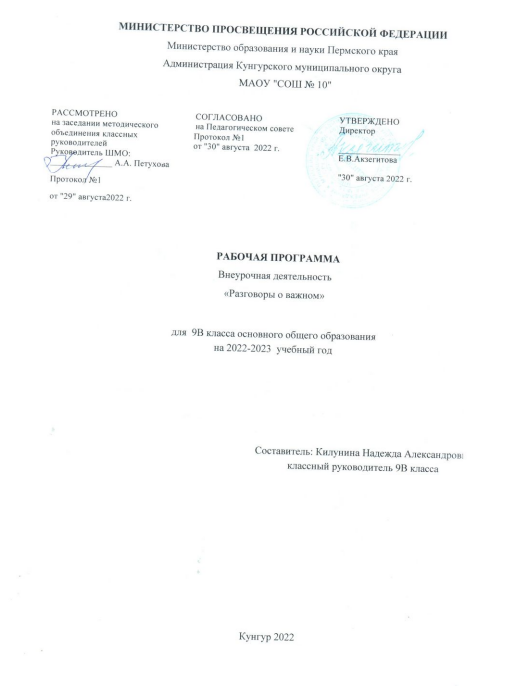 МИНИСТЕРСТВО ПРОСВЕЩЕНИЯ РОССИЙСКОЙ ФЕДЕРАЦИИ
Министерство образования и науки Пермского края
Администрация Кунгурского муниципального округа
МАОУ "СОШ № 10"
РАССМОТРЕНО
на заседании методического
объединения классных
руководителей
Руководитель ШМО:
А.А. Петухова
Протокол №1
от "29" августа2022 г.
СОГЛАСОВАНО
на Педагогическом совете
Протокол №1
от "30" августа 2022 г.
УТВЕРЖДЕНО
Директор
Е.В.Акзегитова
"30" августа 2022 г.
РАБОЧАЯ ПРОГРАММА
Внеурочная деятельность
«Разговоры о важном»
для 9В класса основного общего образования
на 2022-2023 учебный год
Составитель: Килунина Надежда Александровн
классный руководитель 9В класса
Кунгур 2022